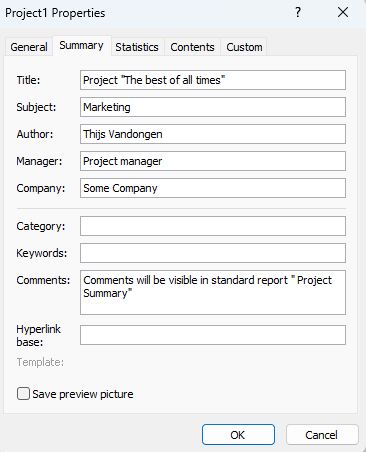 Project1 Properties
?
General Summary Statistics Contents Custom
Title: Project "The best of all times"
Subject: Marketing
Author: Thijs Vandongen
Manager: Project manager
Company: Some Company
Category:
Keywords:
Comments: Comments will be visible in standard report " Project
Summary"
Hyperlink
base:
Template:
Save preview picture
OK Cancel